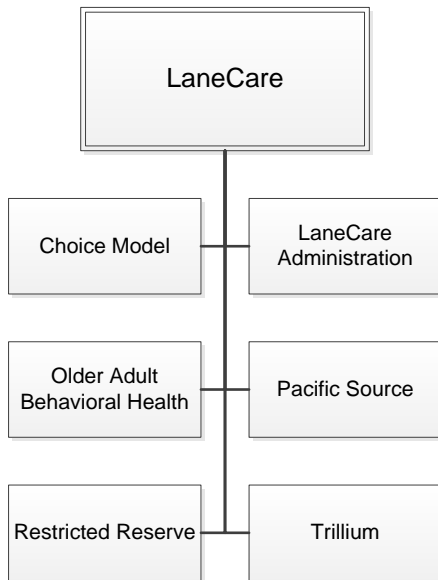 LaneCare
Choice Model
LaneCare
Administration
Older Adult
Behavioral Health
Pacific Source
Restricted Reserve
Trillium